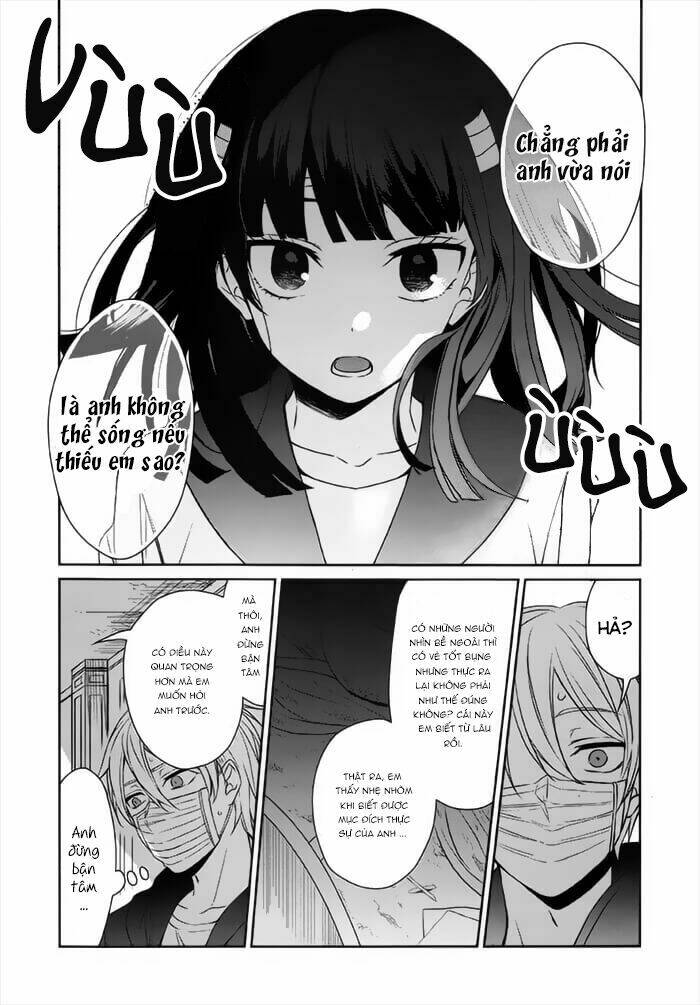 VÙÙ
Chẳng phải
anh vừa nói
là anh không
thể sống nếu
thiếu em sao?
ÙÙÙ
HẢ?
CÓ NHỮNG NGƯỜI
NHÌN BỀ NGOÀI THÌ
CÓ VẺ TỐT BỤNG
NHƯNG THỰC RA
LẠI KHÔNG PHẢI
NHƯ THẾ ĐÚNG
KHÔNG? CÁI NÀY EM
BIẾT TỪ LÂU
RỒI.
THẬT RA, EM
THẤY NHẸ NHÕM
KHI BIẾT ĐƯỢC
MỤC ĐÍCH THỰC
SỰ CỦA ANH ...
MÀ
THÔI,
ANH
ĐỪNG
BẬN
TÂM
CÓ ĐIỀU NÀY
QUAN TRỌNG
HƠN MÀ EM
MUỐN HỎI
ANH TRƯỚC.
Anh
đừng
bận
tâm
...